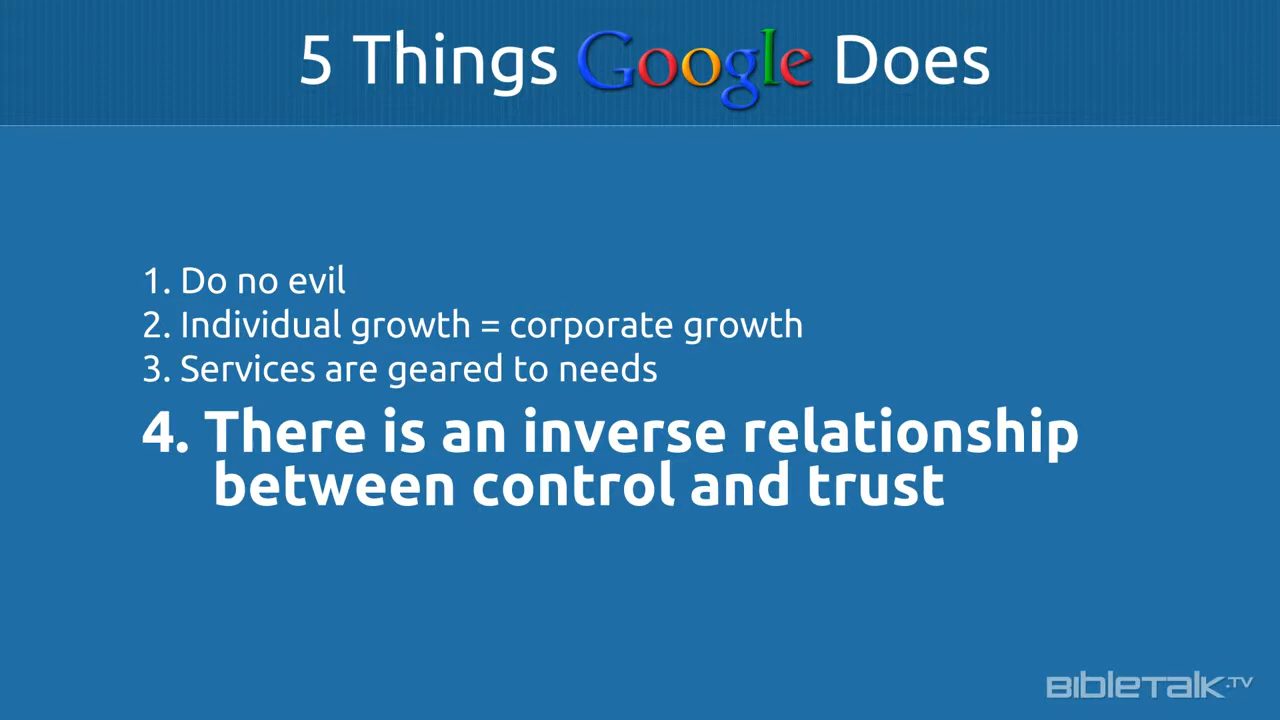 5 Things Google Does
1. Do no evil
2. Individual growth = corporate growth
3. Services are geared to needs
4. There is an inverse relationship
between control and trust
BIBLETALK.TV